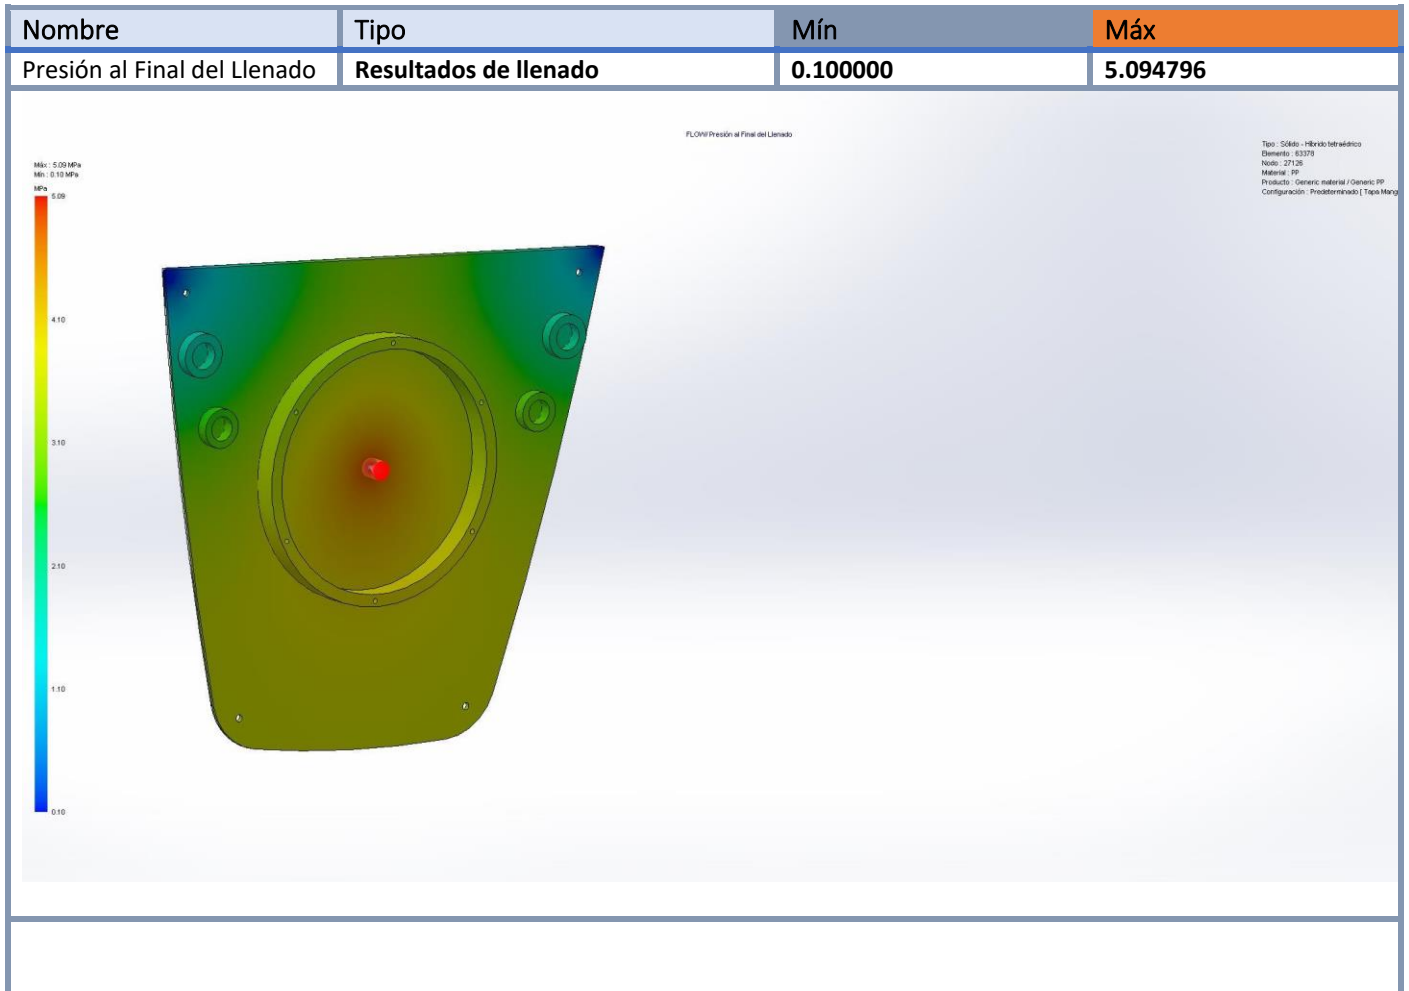 Nombre Tipo Mín Máx
Presión al Final del Llenado Resultados de llenado 0.100000 5.094796
FLOW/Presión al Final del Llenado
Tipo : Sólido - Híbrido tetraédrico
Elemento : 63378
Nodo : 27126
Material : PP
Producto : Generic material / Generic PP
Configuración : Predeterminado [ Tapa Mang
Máx : 5.09 MPa
Mín : 0.10 MPa
MPa
5.09
4.10
3.10
2.10
1.10
0.10